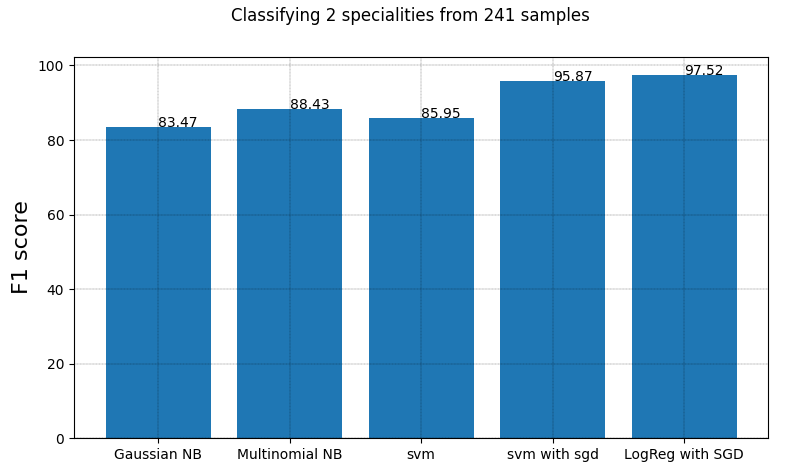 Classifying 2 specialities from 241 samples
F1 score
100
80
60
40
20
0
83.47
88.43
85.95
95.87
97.52
Gaussian NB
Multinomial NB
svm
svm with sgd
LogReg with SGD